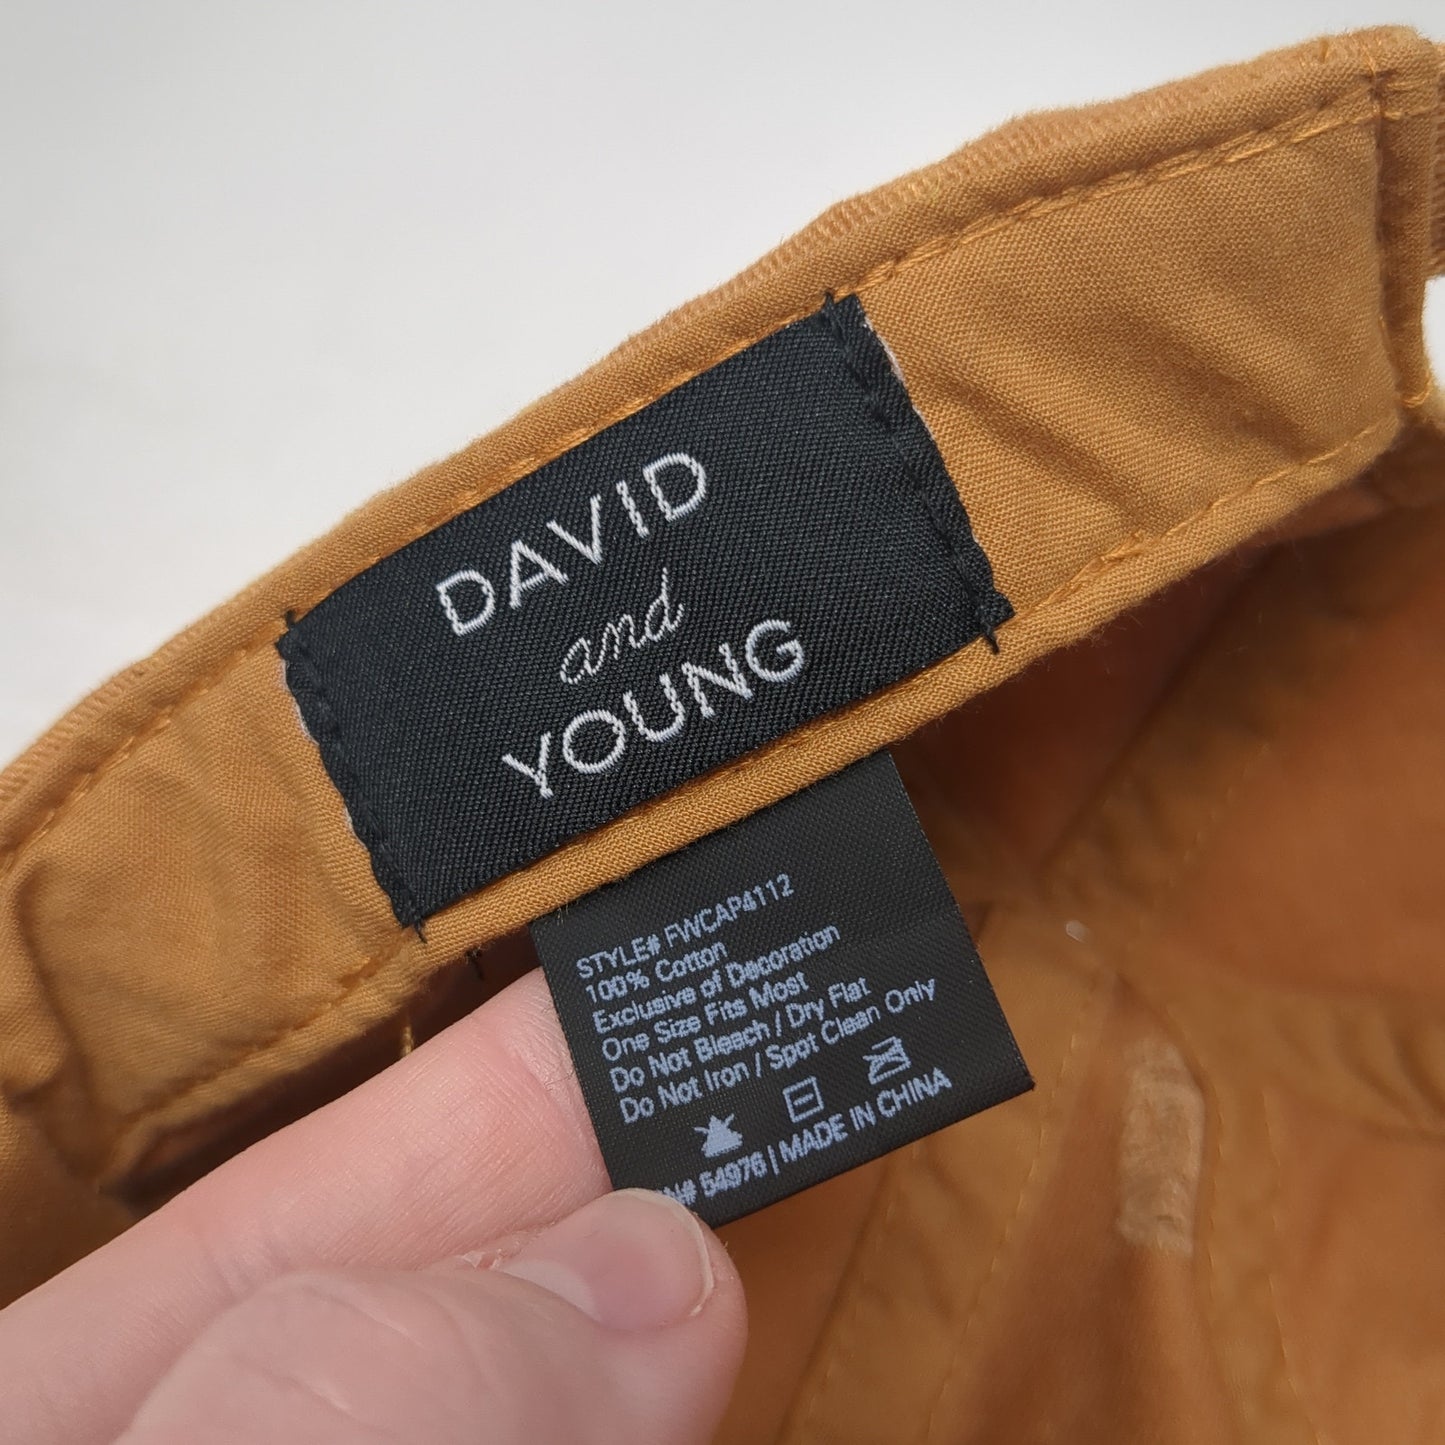 DAVID
and
YOUNG
STYLE# FWCAP4112
100% Cotton
Exclusive of Decoration
One Size Fits Most
Do Not Bleach / Dry Flat
Do Not Iron / Spot Clean Only
N# 54976 | MADE IN CHINA